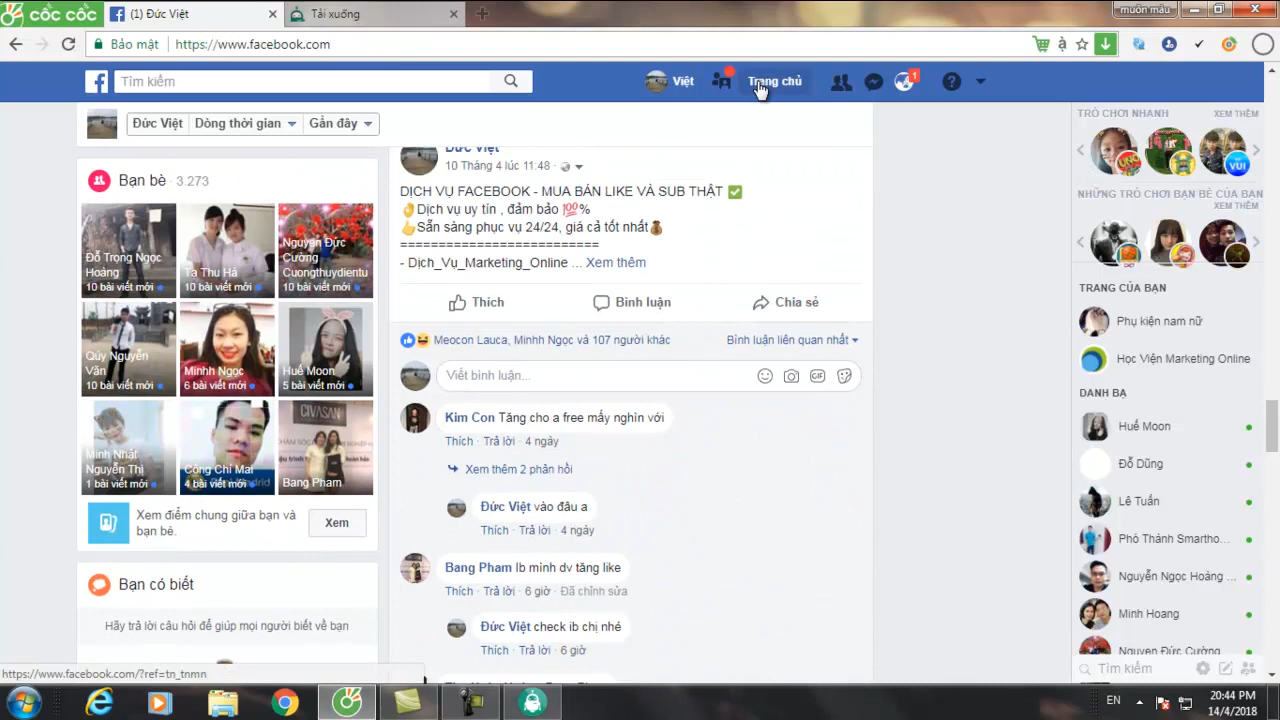 cốc cốc
(1) Đức Việt
Tải xuống
muôn màu
Bảo mật
https://www.facebook.com
Tìm kiếm
Việt
Trang chủ
1
Đức Việt
Dòng thời gian
Gần đây
Bạn bè · 3.273
Đỗ Trọng Ngọc
Hoàng
10 bài viết mới
Tạ Thu Hà
10 bài viết mới
Nguyễn Đức
Cường
Cuongthuydientu
10 bài viết mới
Qúy Nguyễn
Văn
10 bài viết mới
Minhh Ngọc
6 bài viết mới
Huế Moon
5 bài viết mới
Minh Nhật
Nguyễn Thị
1 bài viết mới
Công Chí Mai
4 bài viết mới
CIVASAN
Bang Pham
Xem điểm chung giữa bạn và
bạn bè.
Xem
Bạn có biết
Hãy trả lời câu hỏi để giúp mọi người biết về bạn
Đức Việt
10 Tháng 4 lúc 11:48 ·
DỊCH VỤ FACEBOOK - MUA BÁN LIKE VÀ SUB THẬT ✅
👌Dịch vụ uy tín , đảm bảo 💯%
👍Sẵn sàng phục vụ 24/24, giá cả tốt nhất💰
==========================
- Dịch_Vụ_Marketing_Online ... Xem thêm
Thích
Bình luận
Chia sẻ
Meocon Lauca, Minhh Ngọc và 107 người khác
Bình luận liên quan nhất
Viết bình luận...
GIF
Kim Con Tăng cho a free mấy nghìn với
Thích · Trả lời · 4 ngày
Xem thêm 2 phản hồi
Đức Việt vào đâu a
Thích · Trả lời · 4 ngày
Bang Pham Ib mình dv tăng like
Thích · Trả lời · 6 giờ · Đã chỉnh sửa
Đức Việt check ib chị nhé
Thích · Trả lời · 6 giờ
TRÒ CHƠI NHANH
XEM THÊM
UNO
VUI
NHỮNG TRÒ CHƠI BẠN BÈ CỦA BẠN
XEM THÊM
TRANG CỦA BẠN
Phụ kiện nam nữ
Học Viện Marketing Online
DANH BẠ
Huế Moon
Đỗ Dũng
Lê Tuấn
Phó Thành Smartho...
Nguyễn Ngọc Hoàng ...
Minh Hoang
Nguyen Đức Cường
Tìm kiếm
https://www.facebook.com/?ref=tn_tnmn
EN
20:44 PM
14/4/2018